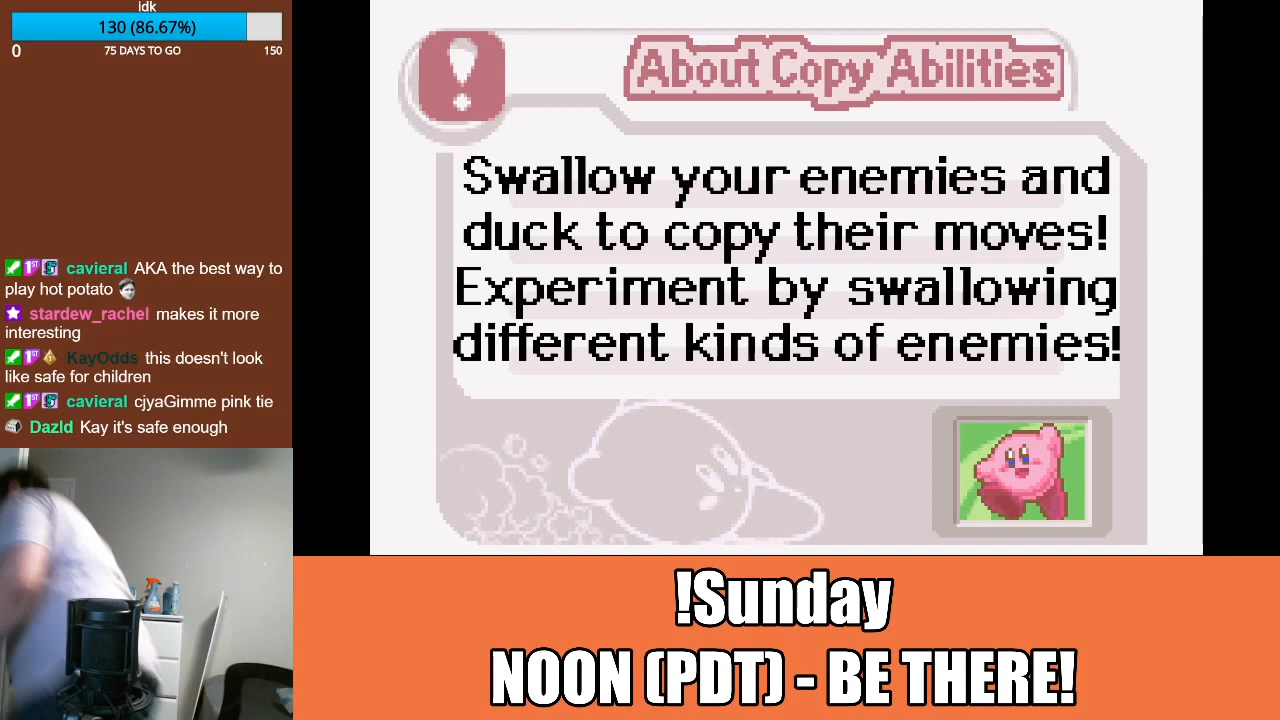 idk
130 (86.67%)
0
75 DAYS TO GO
150
cavieral AKA the best way to
play hot potato
stardew_rachel makes it more
interesting
KayOdds this doesn't look
like safe for children
cavieral cjyaGimme pink tie
Dazld Kay it's safe enough
!
About Copy Abilities
Swallow your enemies and
duck to copy their moves!
Experiment by swallowing
different kinds of enemies!
!Sunday
NOON (PDT) - BE THERE!